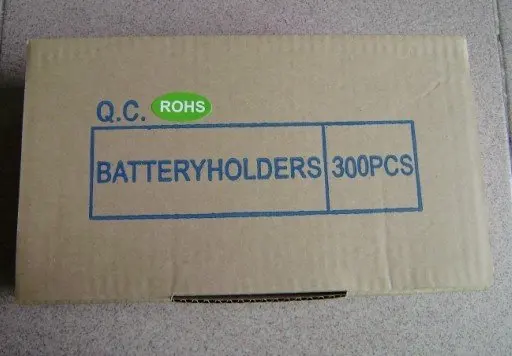 Q.C. ROHS
BATTERYHOLDERS 300PCS